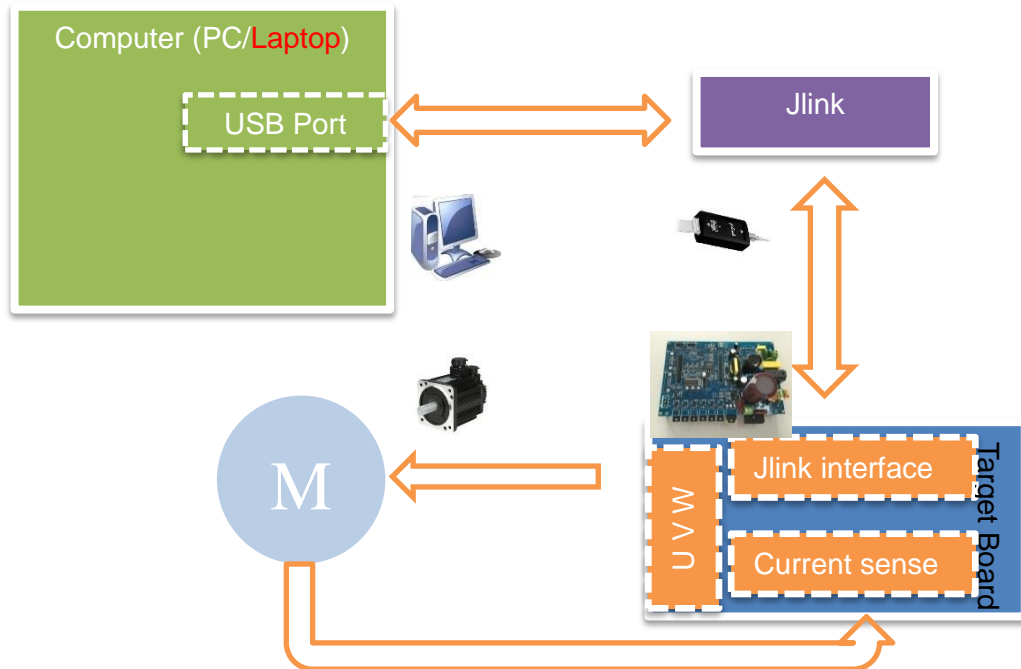 Computer (PC/Laptop)
USB Port
Jlink
M
U V W
Jlink interface
Current sense
Target Board